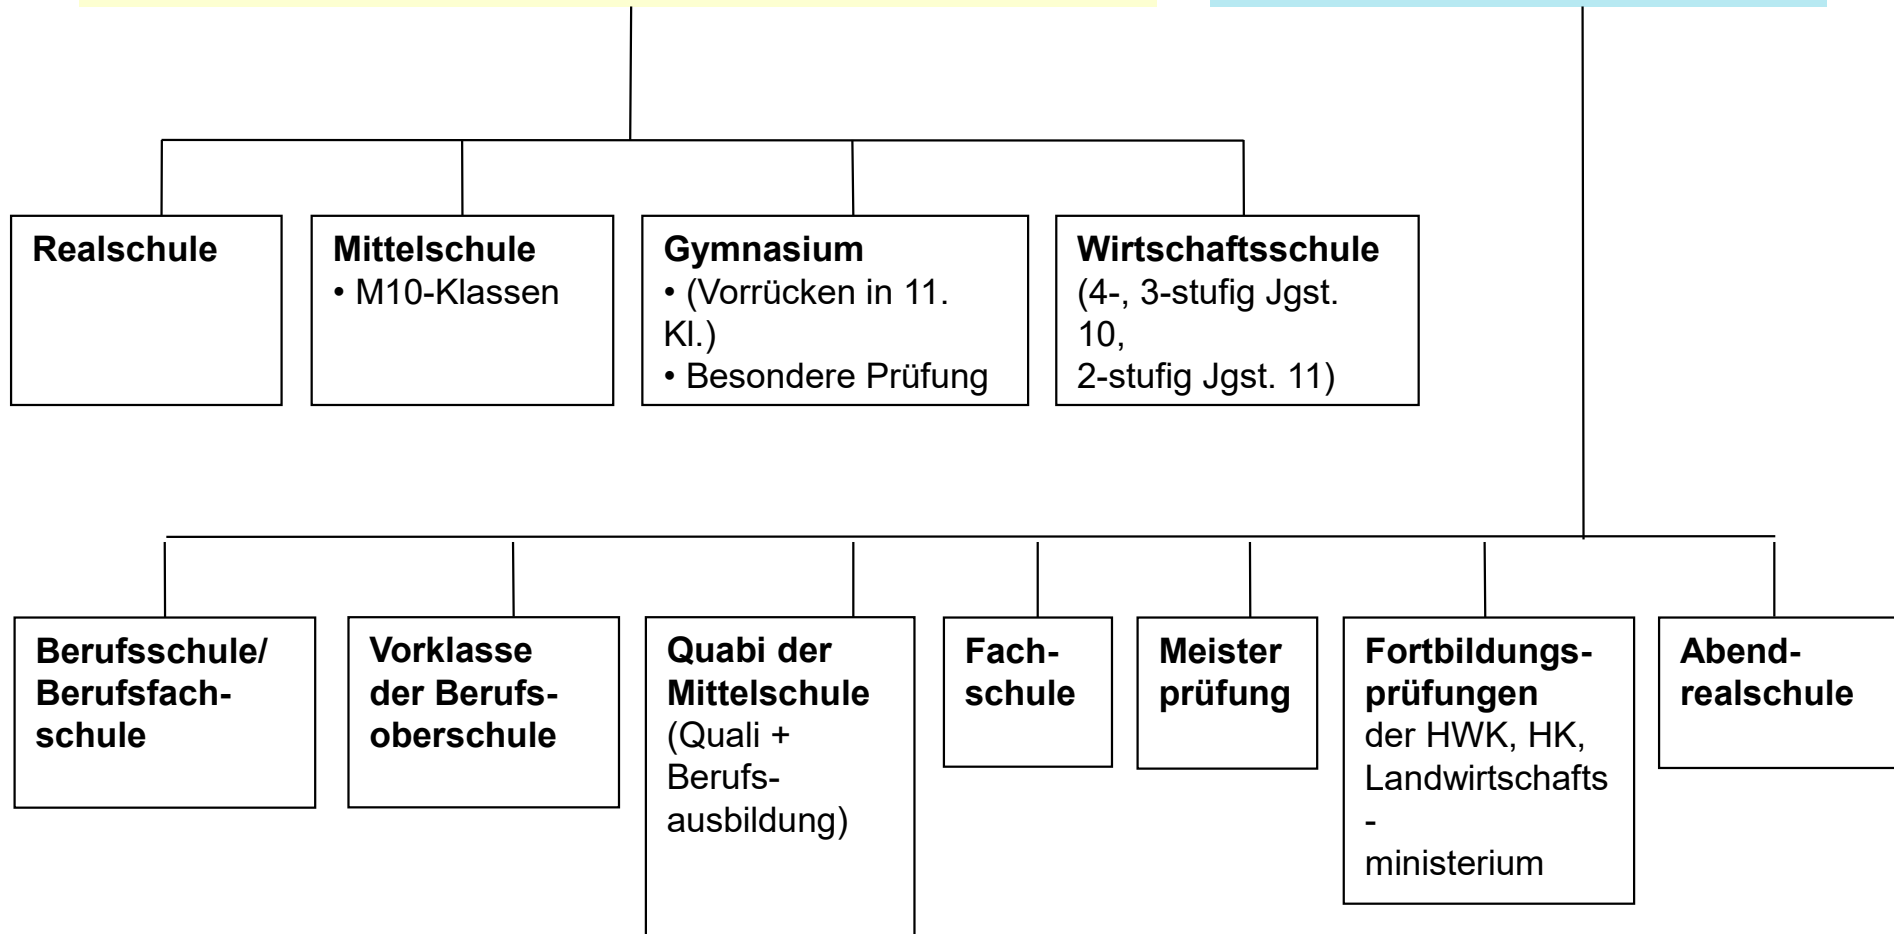 Realschule
Mittelschule
• M10-Klassen
Gymnasium
• (Vorrücken in 11.
Kl.)
• Besondere Prüfung
Wirtschaftsschule
(4-, 3-stufig Jgst.
10,
2-stufig Jgst. 11)
Berufsschule/
Berufsfach-
schule
Vorklasse
der Berufs-
oberschule
Quabi der
Mittelschule
(Quali +
Berufs-
ausbildung)
Fach-
schule
Meister
prüfung
Fortbildungs-
prüfungen
der HWK, HK,
Landwirtschafts
-
ministerium
Abend-
realschule